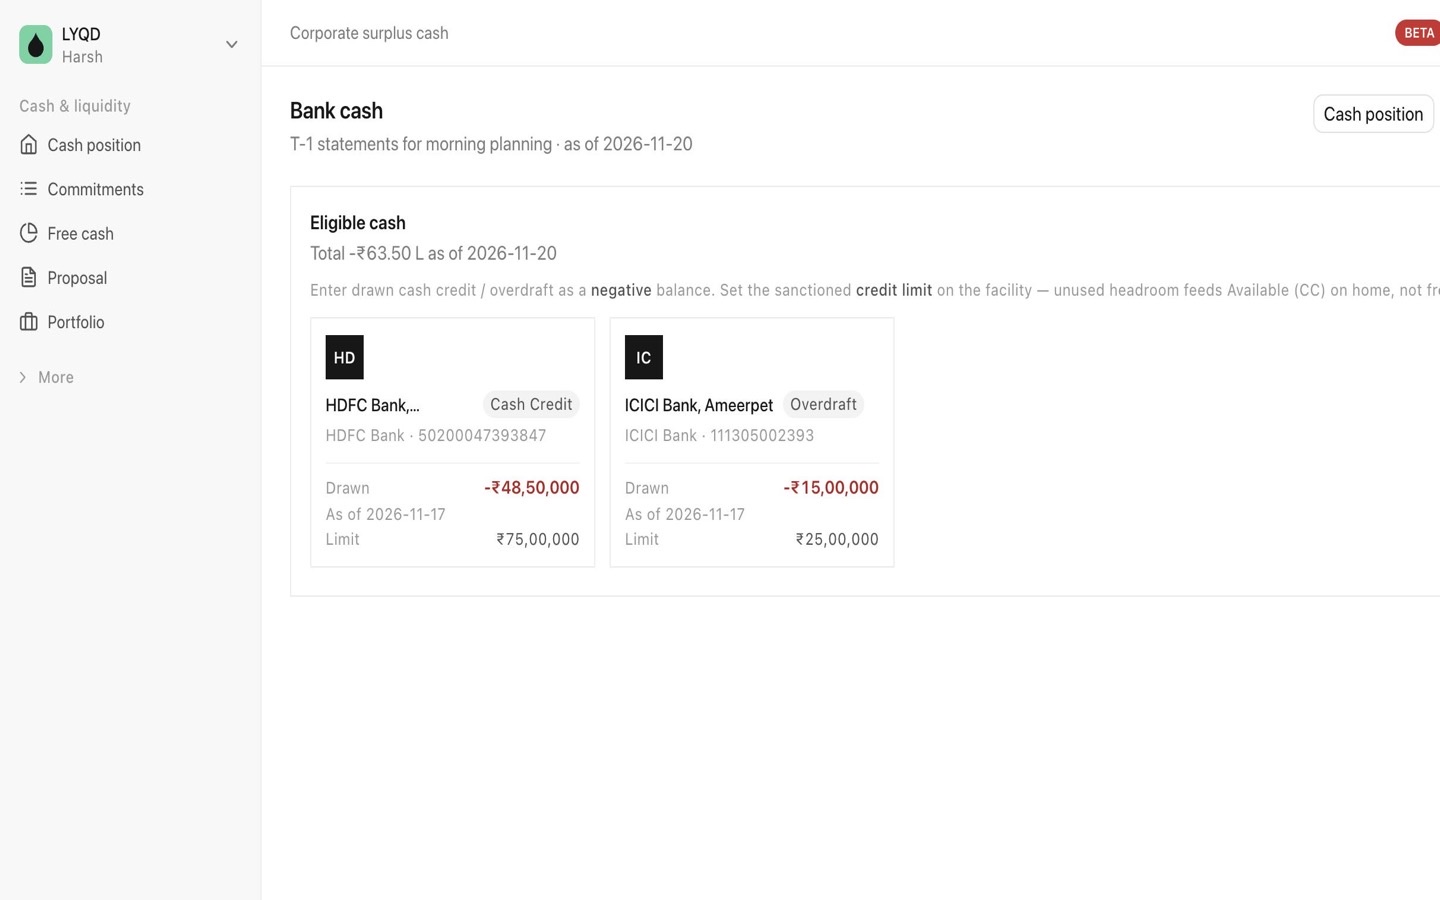 LYQD
Harsh
Cash & liquidity
Cash position
Commitments
Free cash
Proposal
Portfolio
More
Corporate surplus cash
BETA
Bank cash
T-1 statements for morning planning · as of 2026-11-20
Cash position
Eligible cash
Total -₹63.50 L as of 2026-11-20
Enter drawn cash credit / overdraft as a negative balance. Set the sanctioned credit limit on the facility — unused headroom feeds Available (CC) on home, not
HD
HDFC Bank,... Cash Credit
HDFC Bank · 50200047393847
Drawn -₹48,50,000
As of 2026-11-17
Limit ₹75,00,000
IC
ICICI Bank, Ameerpet Overdraft
ICICI Bank · 111305002393
Drawn -₹15,00,000
As of 2026-11-17
Limit ₹25,00,000